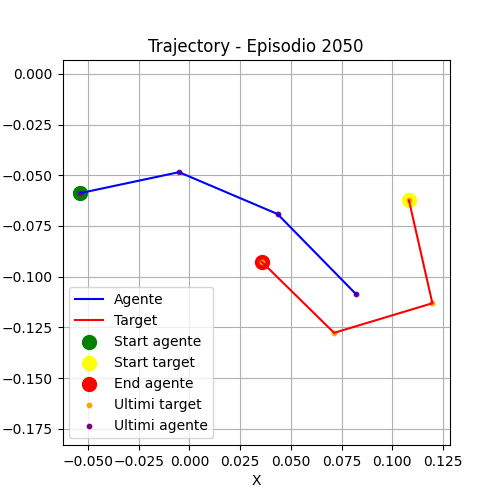 Trajectory - Episodio 2050
0.000
−0.025
−0.050
−0.075
−0.100
−0.125
−0.150
−0.175
Agente
Target
Start agente
Start target
End agente
Ultimi target
Ultimi agente
−0.050 −0.025 0.000 0.025 0.050 0.075 0.100 0.125
X